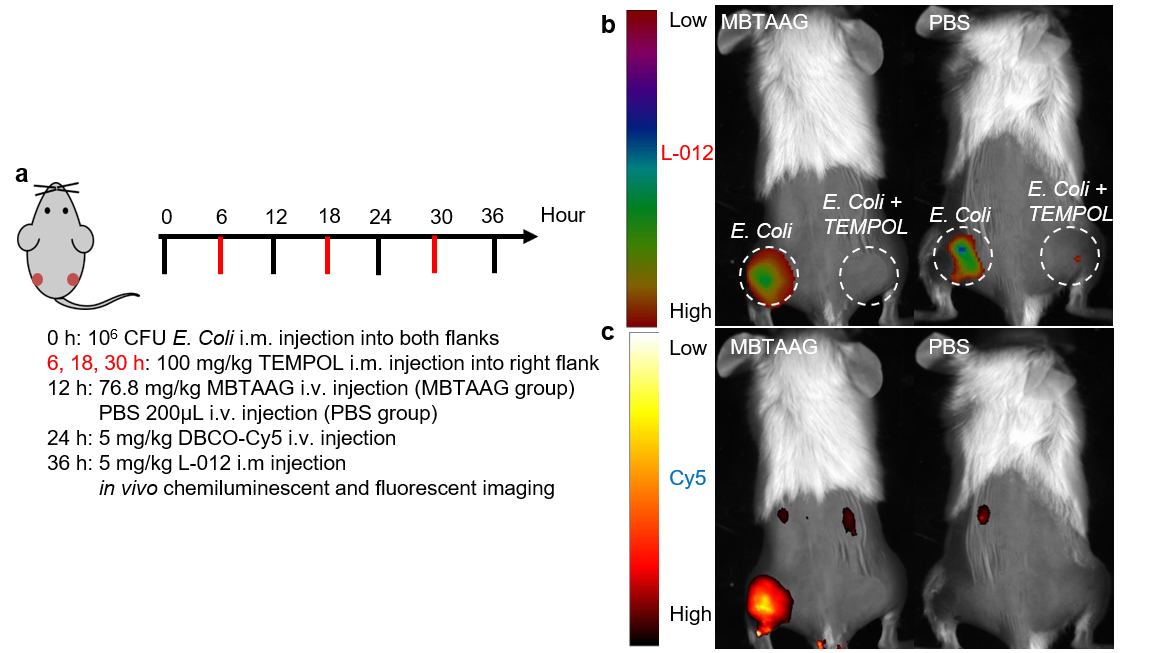 a
0 6 12 18 24 30 36 Hour
0 h: 10⁶ CFU E. Coli i.m. injection into both flanks
6, 18, 30 h: 100 mg/kg TEMPOL i.m. injection into right flank
12 h: 76.8 mg/kg MBTAAG i.v. injection (MBTAAG group)
PBS 200µL i.v. injection (PBS group)
24 h: 5 mg/kg DBCO-Cy5 i.v. injection
36 h: 5 mg/kg L-012 i.m injection
in vivo chemiluminescent and fluorescent imaging
b
Low
L-012
High
MBTAAG
E. Coli
E. Coli +
TEMPOL
PBS
E. Coli
E. Coli +
TEMPOL
c
Low
Cy5
High
MBTAAG
PBS